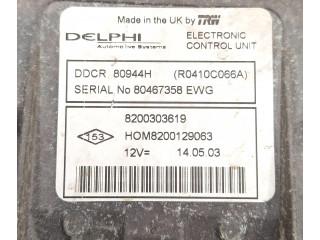 Made in the UK by TRW
DELPHI
Automotive Systems
ELECTRONIC
CONTROL UNIT
DDCR 80944H (R0410C066A)
SERIAL No 80467358 EWG
8200303619
153
HOM8200129063
12V= 14.05.03